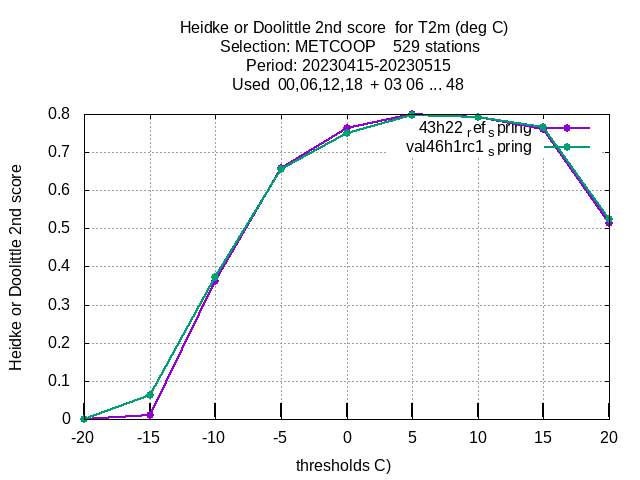 Heidke or Doolittle 2nd score  for T2m (deg C)
Selection: METCOOP    529 stations
Period: 20230415-20230515
Used  00,06,12,18  + 03 06 ... 48
43h22 ref spring
val46h1rc1 spring
Heidke or Doolittle 2nd score
0.8
0.7
0.6
0.5
0.4
0.3
0.2
0.1
0
-20 -15 -10 -5 0 5 10 15 20
thresholds C)